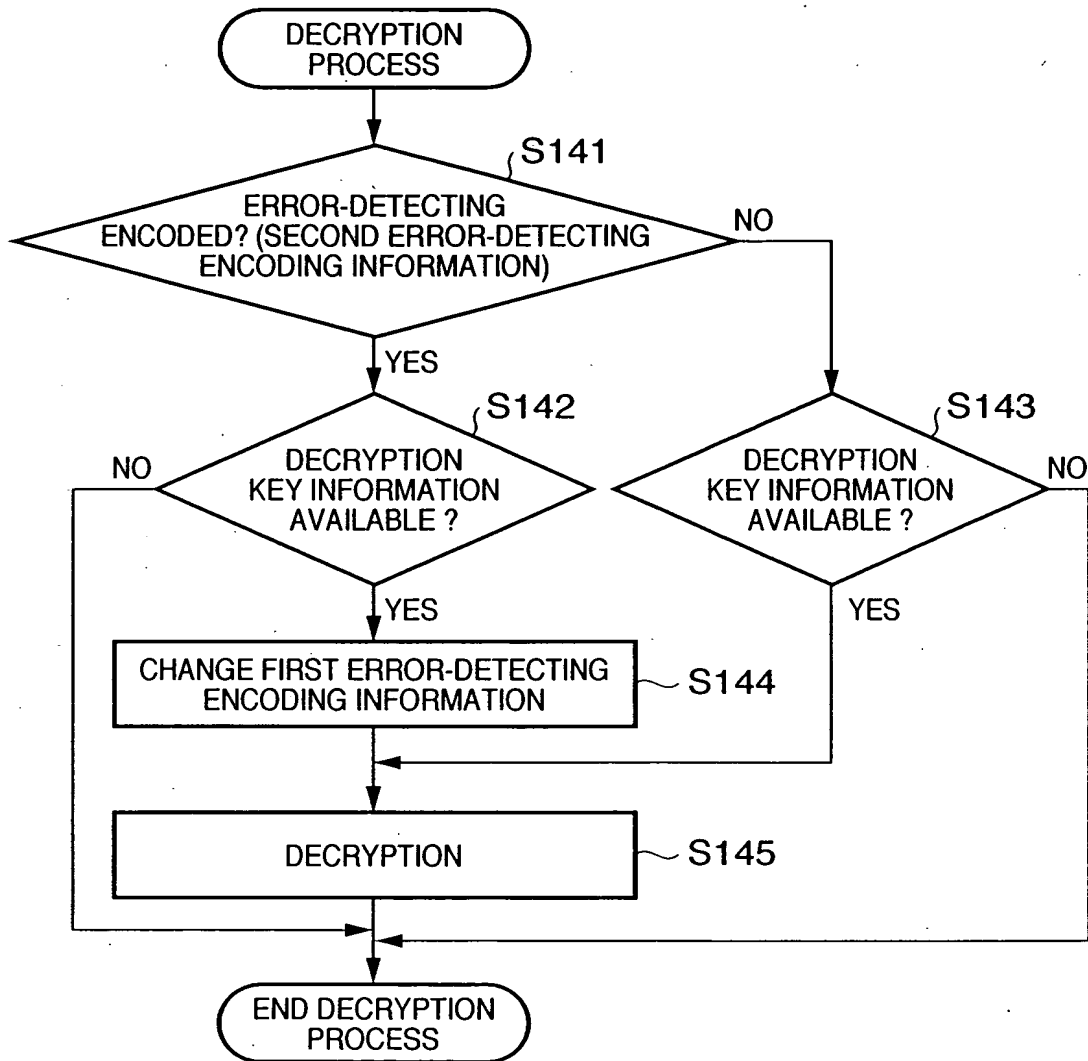 DECRYPTION
PROCESS
S141
ERROR-DETECTING
ENCODED? (SECOND ERROR-DETECTING
ENCODING INFORMATION)
NO
YES
S142
S143
NO
DECRYPTION
KEY INFORMATION
AVAILABLE ?
DECRYPTION
KEY INFORMATION
AVAILABLE ?
NO
YES
YES
CHANGE FIRST ERROR-DETECTING
ENCODING INFORMATION
S144
DECRYPTION
S145
END DECRYPTION
PROCESS